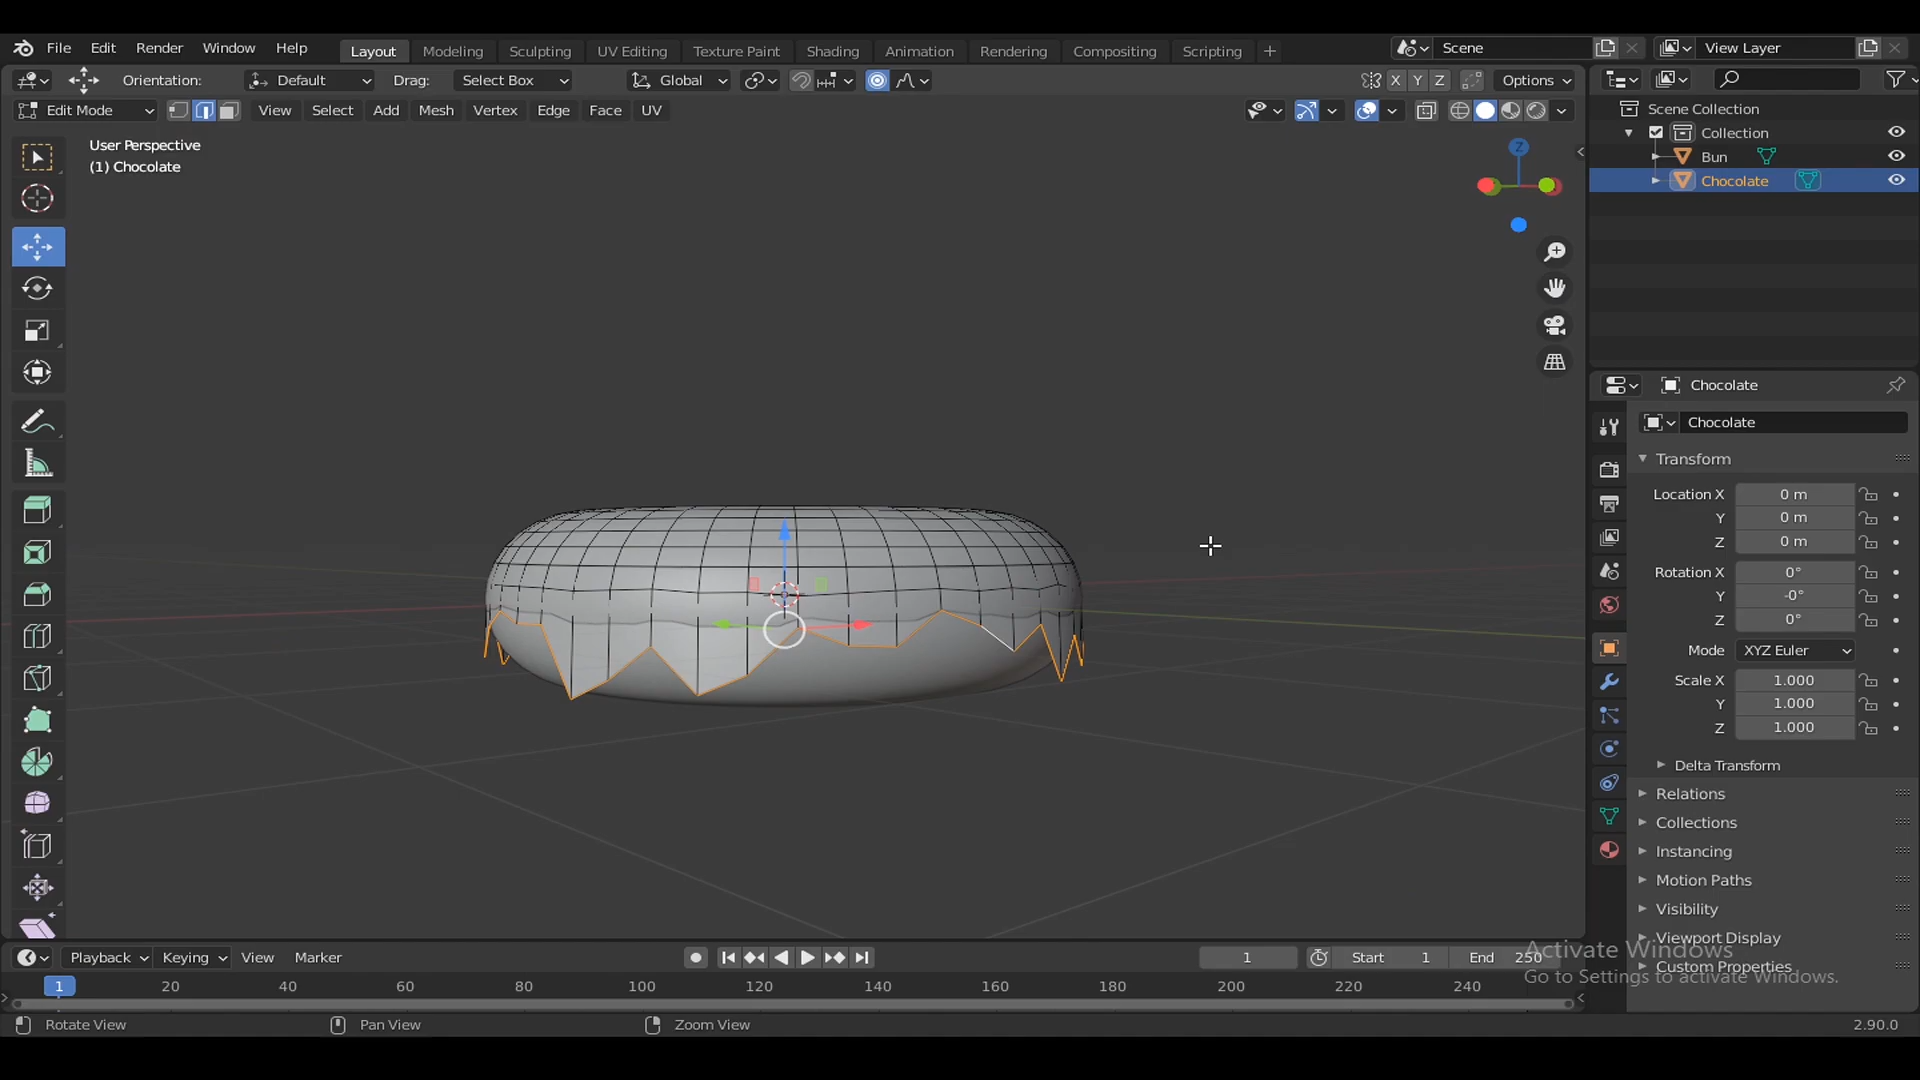 File Edit Render Window Help Layout Modeling Sculpting UV Editing Texture Paint Shading Animation Rendering Compositing Scripting + Scene View Layer
Orientation: Default Drag: Select Box Global X Y Z Options
Edit Mode View Select Add Mesh Vertex Edge Face UV
User Perspective
(1) Chocolate
Z
Scene Collection
Collection
Bun
Chocolate
Chocolate
Chocolate
Transform
Location X 0 m
Y 0 m
Z 0 m
Rotation X 0°
Y -0°
Z 0°
Mode XYZ Euler
Scale X 1.000
Y 1.000
Z 1.000
Delta Transform
Relations
Collections
Instancing
Motion Paths
Visibility
Viewport Display
Custom Properties
Activate Windows
Go to Settings to activate Windows.
Playback Keying View Marker 1 Start 1 End 250
1 20 40 60 80 100 120 140 160 180 200 220 240
Rotate View Pan View Zoom View 2.90.0